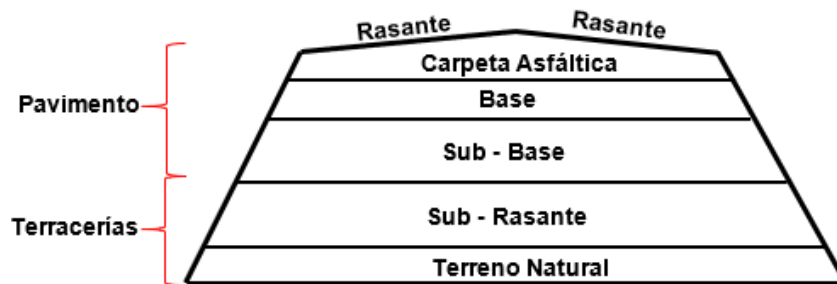 Rasante
Rasante
Carpeta Asfáltica
Pavimento
Base
Sub - Base
Terracerías
Sub - Rasante
Terreno Natural